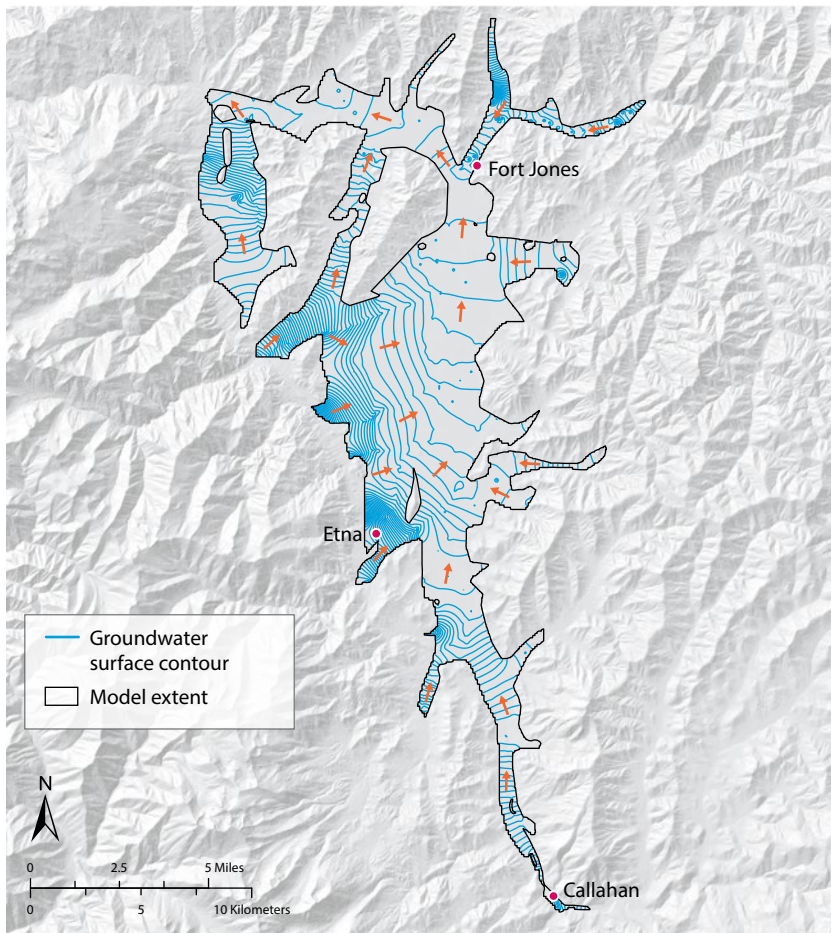 Fort Jones
Etna
Groundwater
surface contour
Model extent
N
0 2.5 5 Miles
0 5 10 Kilometers
Callahan